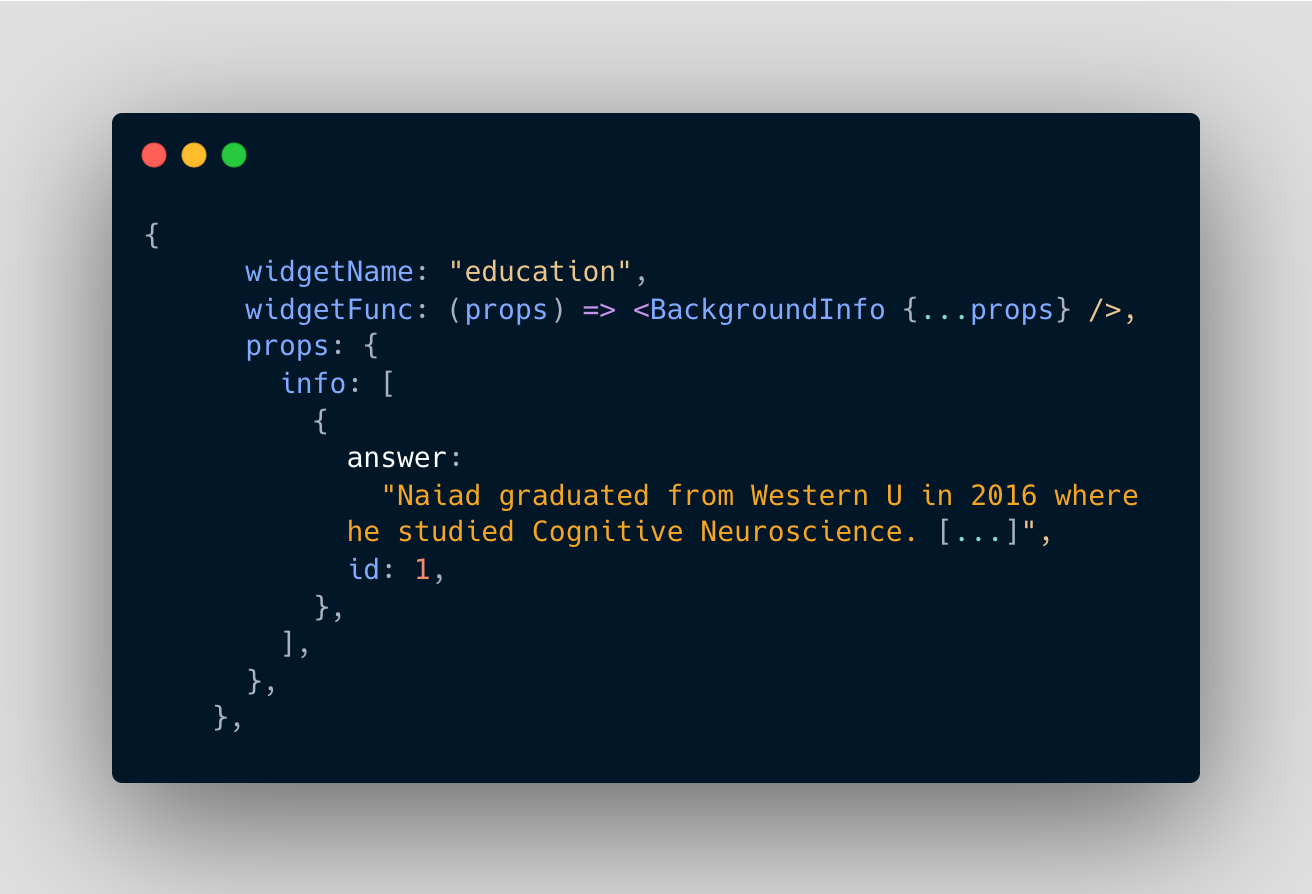 {
widgetName: "education",
widgetFunc: (props) => <BackgroundInfo {...props} />,
props: {
info: [
{
answer:
"Naiad graduated from Western U in 2016 where
he studied Cognitive Neuroscience. [...]",
id: 1,
},
],
},
},